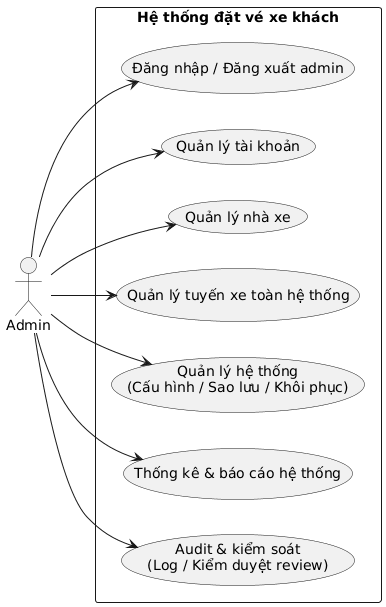 Hệ thống đặt vé xe khách
Đăng nhập / Đăng xuất admin
Quản lý tài khoản
Quản lý nhà xe
Quản lý tuyến xe toàn hệ thống
Admin
Quản lý hệ thống
(Cấu hình / Sao lưu / Khôi phục)
Thống kê & báo cáo hệ thống
Audit & kiểm soát
(Log / Kiểm duyệt review)